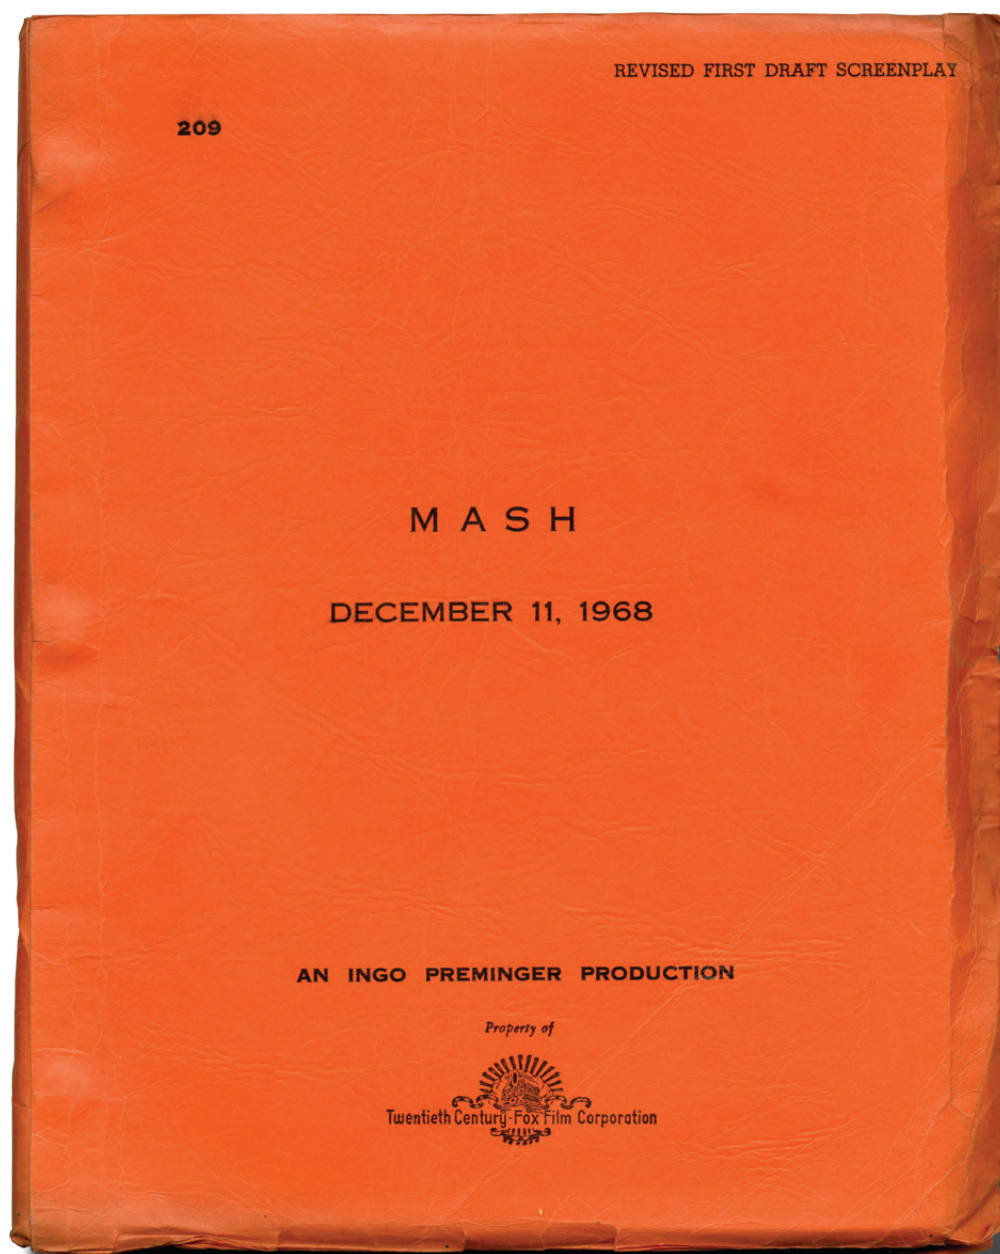 REVISED FIRST DRAFT SCREENPLAY
209
MASH
DECEMBER 11, 1968
AN INGO PREMINGER PRODUCTION
Property of
Twentieth Century-Fox Film Corporation